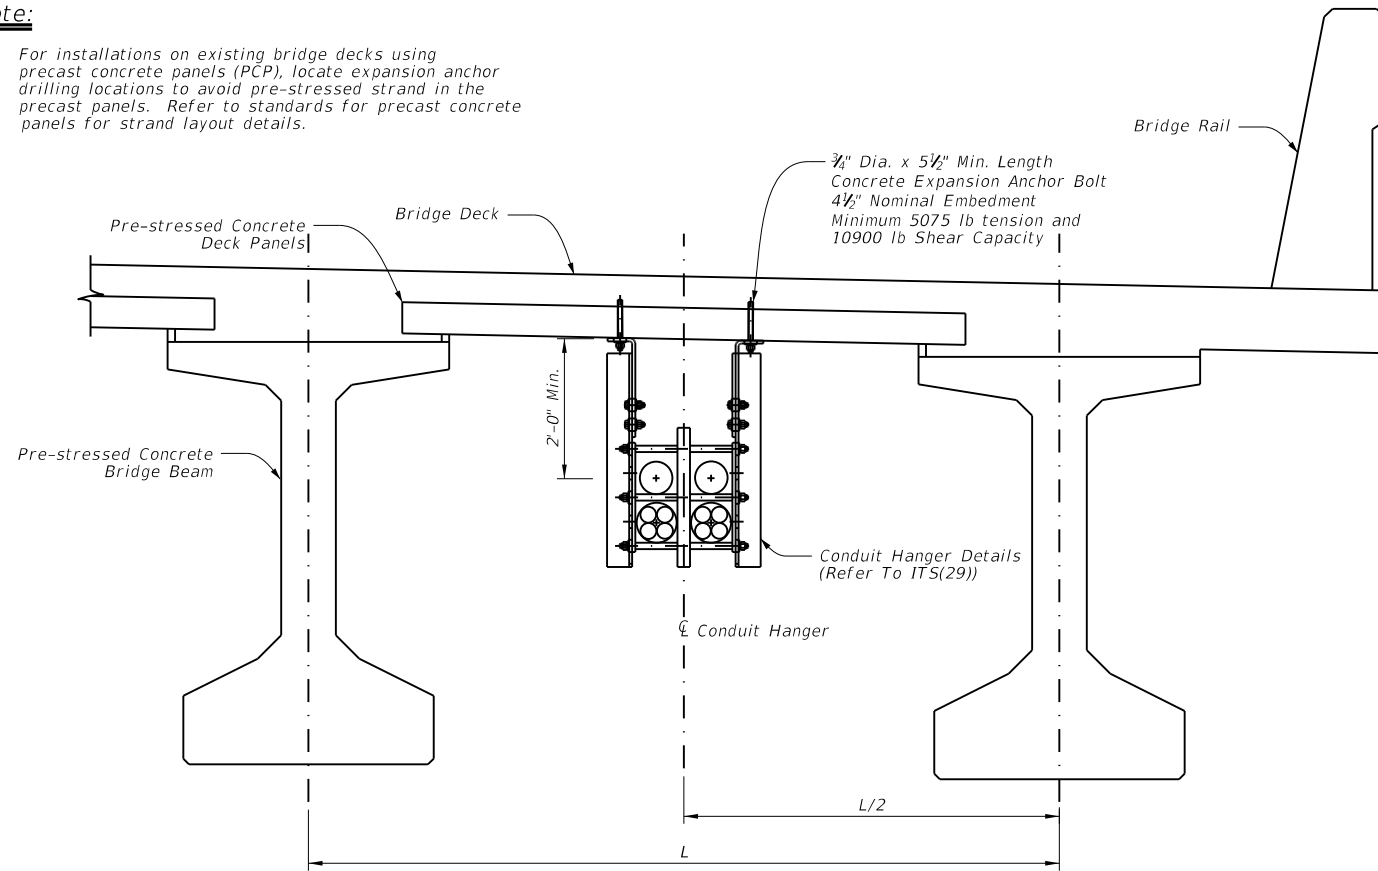 For installations on existing bridge decks using
precast concrete panels (PCP), locate expansion anchor
drilling locations to avoid pre-stressed strand in the
precast panels. Refer to standards for precast concrete
panels for strand layout details.
Bridge Rail
3/4" Dia. x 5 1/2" Min. Length
Concrete Expansion Anchor Bolt
4 1/2" Nominal Embedment
Minimum 5075 lb tension and
10900 lb Shear Capacity
Bridge Deck
Pre-stressed Concrete
Deck Panels
2'-0" Min.
Pre-stressed Concrete
Bridge Beam
Conduit Hanger Details
(Refer To ITS(29))
℄ Conduit Hanger
L/2
L